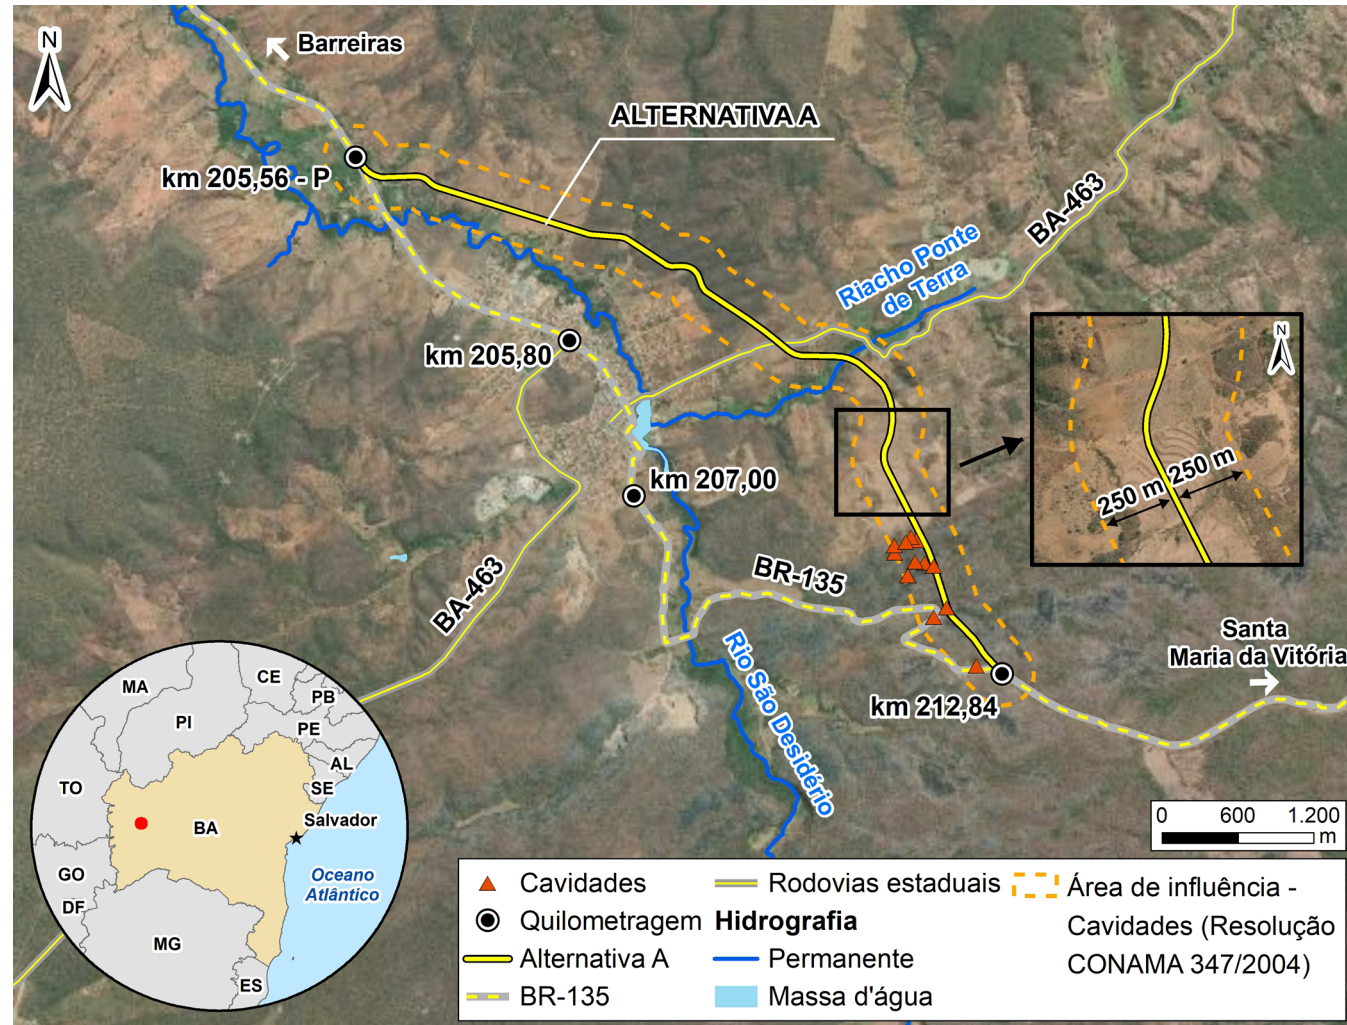 N
Barreiras
ALTERNATIVA A
km 205,56 - P
BA-463
Riacho Ponte
de Terra
N
km 205,80
250 m
250 m
km 207,00
BR-135
BA-463
Santa
Maria da Vitória
Rio São Desidério
km 212,84
MA
CE
PB
PI
PE
AL
TO
SE
BA
Salvador
GO
Oceano
Atlântico
DF
MG
ES
0 600 1.200
m
Cavidades
Quilometragem
Alternativa A
BR-135
Rodovias estaduais
Hidrografia
Permanente
Massa d'água
Área de influência -
Cavidades (Resolução
CONAMA 347/2004)